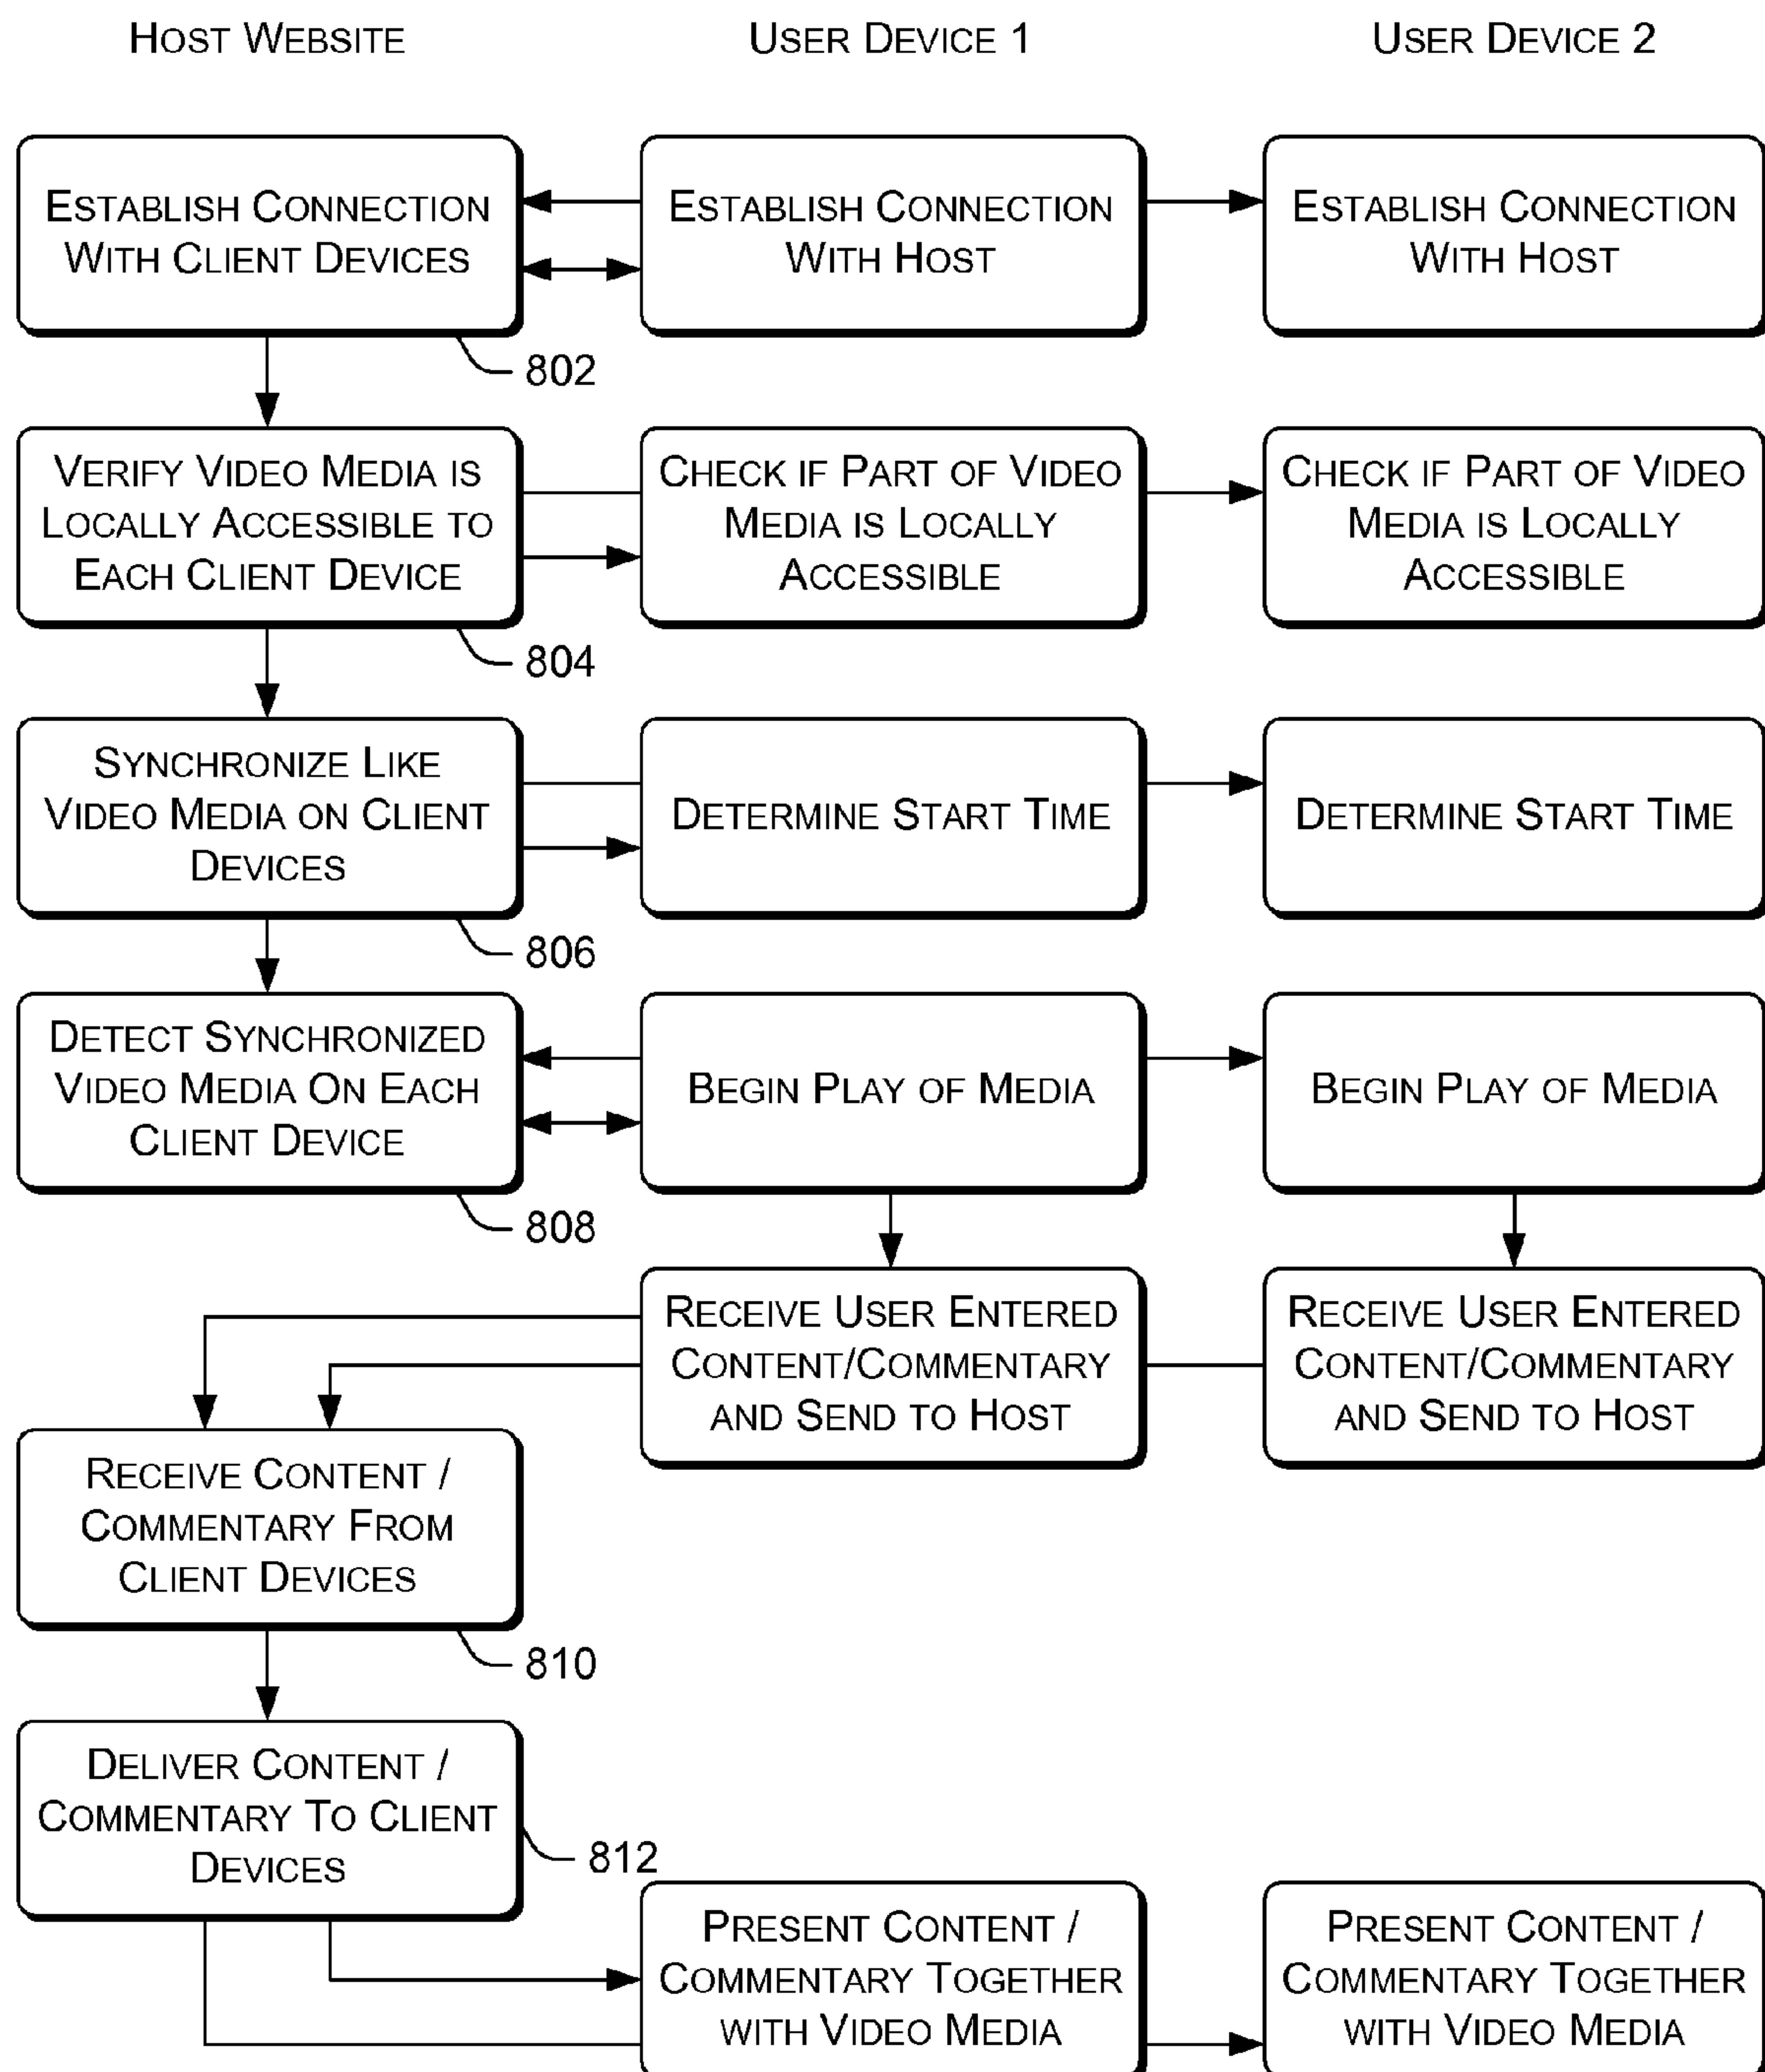 Host Website
User Device 1
User Device 2
Establish Connection
With Client Devices
Establish Connection
With Host
Establish Connection
With Host
802
Verify Video Media is
Locally Accessible to
Each Client Device
Check if Part of Video
Media is Locally
Accessible
Check if Part of Video
Media is Locally
Accessible
804
Synchronize Like
Video Media on Client
Devices
Determine Start Time
Determine Start Time
806
Detect Synchronized
Video Media On Each
Client Device
Begin Play of Media
Begin Play of Media
808
Receive User Entered
Content/Commentary
and Send to Host
Receive User Entered
Content/Commentary
and Send to Host
Receive Content /
Commentary From
Client Devices
810
Deliver Content /
Commentary To Client
Devices
812
Present Content /
Commentary Together
with Video Media
Present Content /
Commentary Together
with Video Media